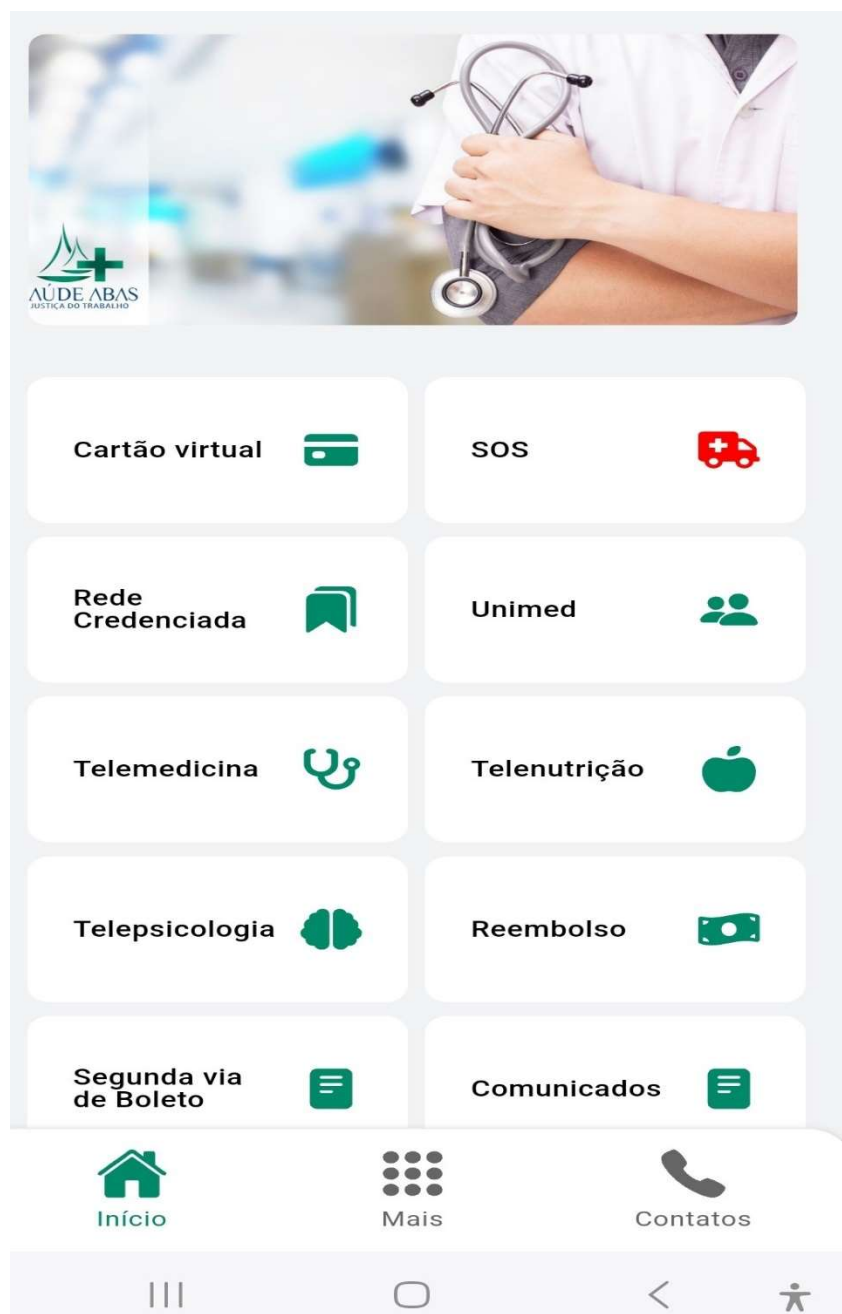 AÚDE ABAS
JUSTIÇA DO TRABALHO
Cartão virtual
SOS
Rede
Credenciada
Unimed
Telemedicina
Telenutrição
Telepsicologia
Reembolso
Segunda via
de Boleto
Comunicados
Início
Mais
Contatos